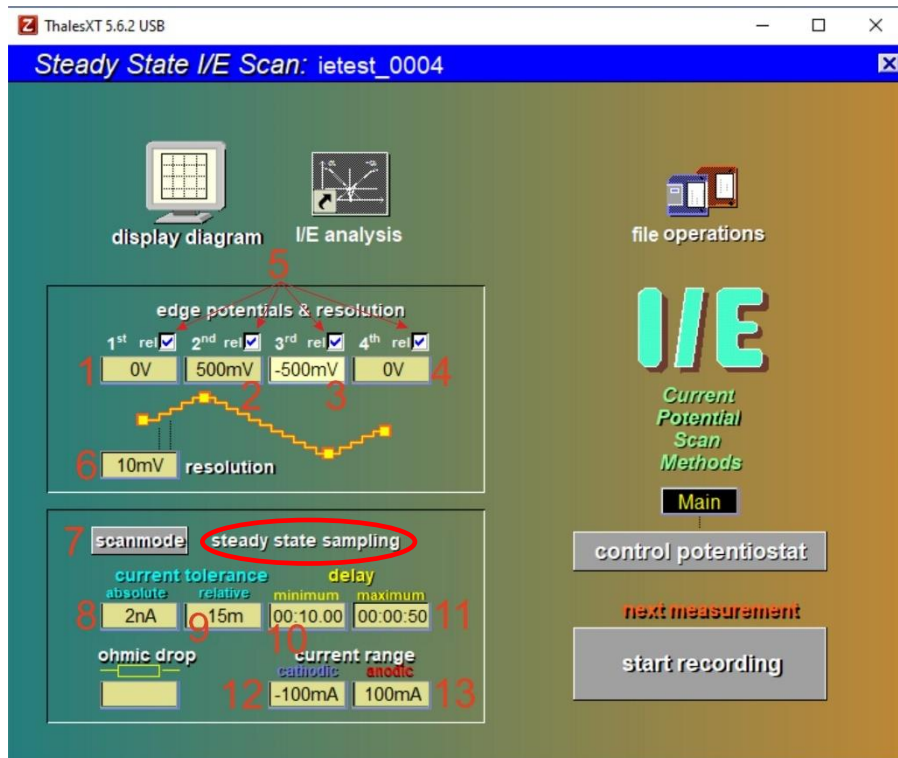 ThalesXT 5.6.2 USB
Steady State I/E Scan: ietest_0004
display diagram
I/E analysis
file operations
5
edge potentials & resolution
1st rel 2nd rel 3rd rel 4th rel
1 0V 500mV -500mV 0V 4
2 3
6 10mV resolution
I/E
Current
Potential
Scan
Methods
Main
control potentiostat
7 scanmode steady state sampling
current tolerance delay
absolute relative minimum maximum
8 2nA 15m 00:10.00 00:00:50 11
9 10
ohmic drop current range
cathodic anodic
12 -100mA 100mA 13
next measurement
start recording